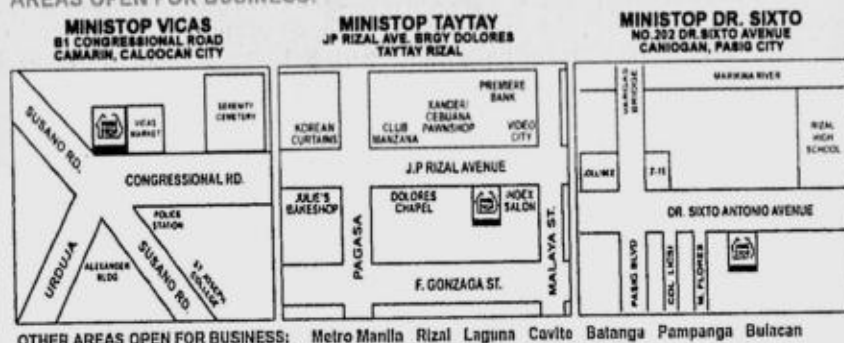 AREAS OPEN FOR BUSINESS:
MINISTOP VICAS
B1 CONGRESSIONAL ROAD
CAMARIN, CALOOCAN CITY
SUSANO RD.
VICAS
MARKET
SERENITY
CEMETERY
CONGRESSIONAL RD.
POLICE
STATION
URDUJA
ALEXANDER
BLDG
SUSANO RD.
ST. JOSEPH
COLLEGE
MINISTOP TAYTAY
JP RIZAL AVE. BRGY DOLORES
TAYTAY RIZAL
KOREAN
CURTAINS
CLUB
MANZANA
XANDER/
CEBUANA
PAWNSHOP
PREMIERE
BANK
VIDEO
CITY
J.P RIZAL AVENUE
JULIE'S
BAKESHOP
DOLORES
CHAPEL
INDEX
SALON
PAGASA
MALAYA ST.
F. GONZAGA ST.
MINISTOP DR. SIXTO
NO.202 DR.SIXTO AVENUE
CANIOGAN, PASIG CITY
VARGAS
BRIDGE
MARIKINA RIVER
RIZAL
HIGH
SCHOOL
JOLLIBEE
7-11
DR. SIXTO ANTONIO AVENUE
PASIG BLVD
COL. LICSI
M. FLORES
OTHER AREAS OPEN FOR BUSINESS: Metro Manila Rizal Laguna Cavite Batanga Pampanga Bulacan